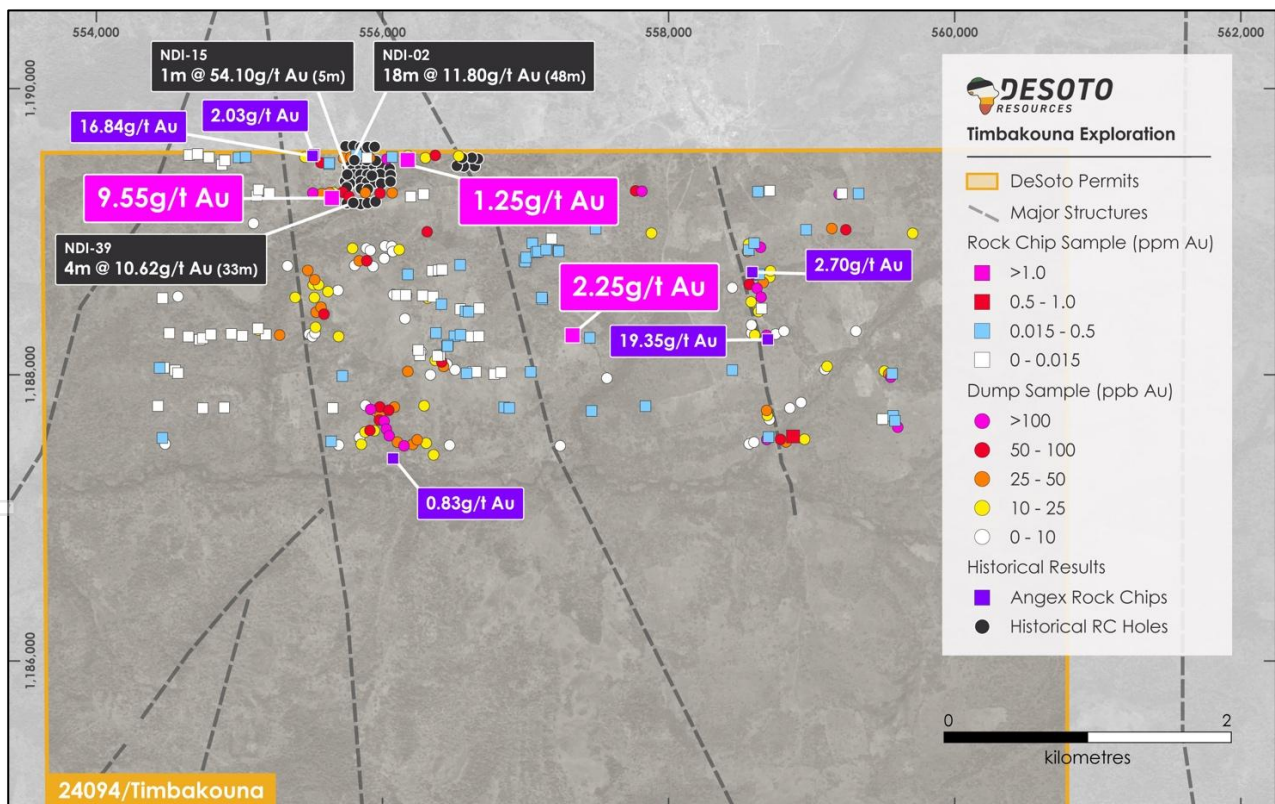 554,000
556,000
558,000
560,000
562,000
1,190,000
1,188,000
1,186,000
NDI-15
1m @ 54.10g/t Au (5m)
NDI-02
18m @ 11.80g/t Au (48m)
16.84g/t Au
2.03g/t Au
9.55g/t Au
1.25g/t Au
NDI-39
4m @ 10.62g/t Au (33m)
2.25g/t Au
2.70g/t Au
19.35g/t Au
0.83g/t Au
24094/Timbakouna
DESOTO
RESOURCES
Timbakouna Exploration
DeSoto Permits
Major Structures
Rock Chip Sample (ppm Au)
>1.0
0.5 - 1.0
0.015 - 0.5
0 - 0.015
Dump Sample (ppb Au)
>100
50 - 100
25 - 50
10 - 25
0 - 10
Historical Results
Angex Rock Chips
Historical RC Holes
0 2
kilometres